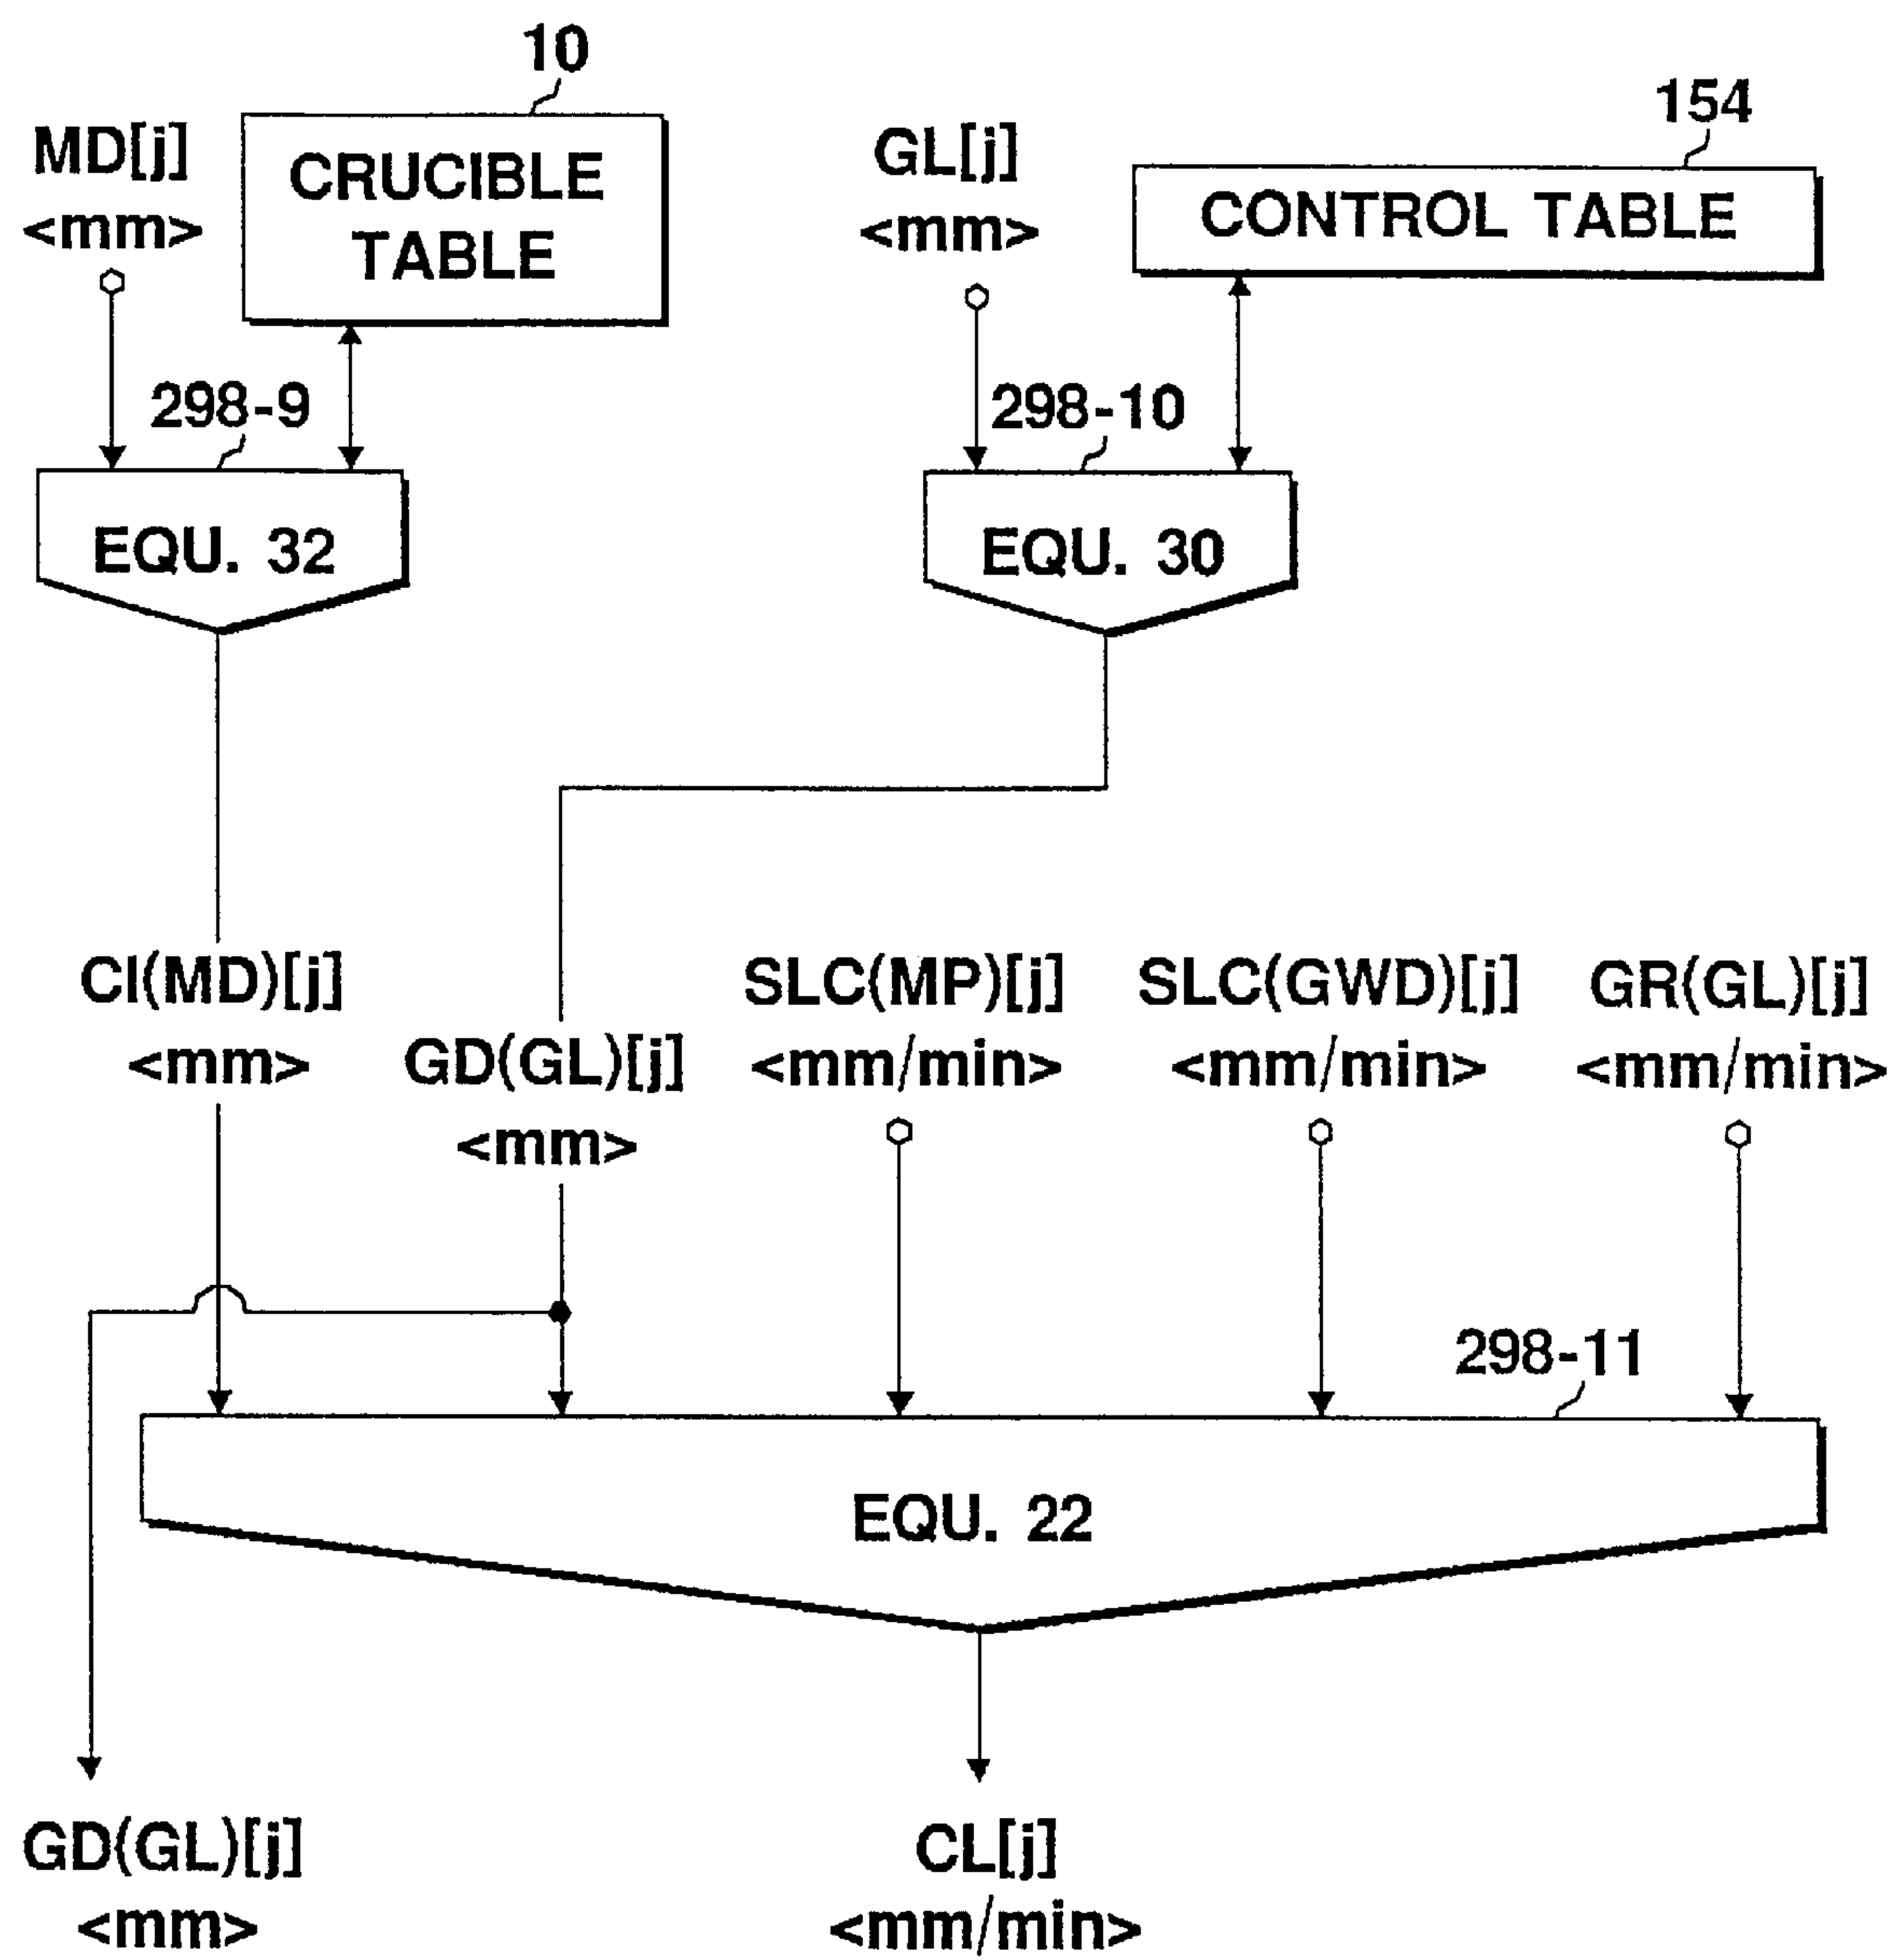 10
154
MD[j]
<mm>
CRUCIBLE
TABLE
GL[j]
<mm>
CONTROL TABLE
298-9
298-10
EQU. 32
EQU. 30
CI(MD)[j]
<mm>
GD(GL)[j]
<mm>
SLC(MP)[j]
<mm/min>
SLC(GWD)[j]
<mm/min>
GR(GL)[j]
<mm/min>
298-11
EQU. 22
GD(GL)[j]
<mm>
CL[j]
<mm/min>